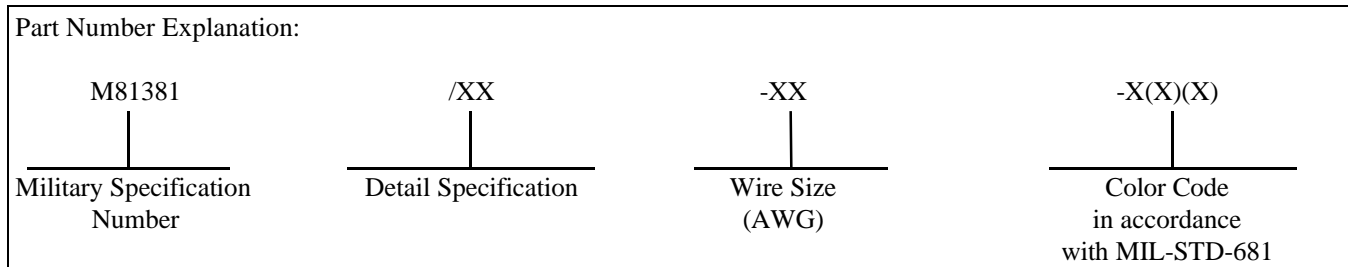 Part Number Explanation:
M81381 /XX -XX -X(X)(X)
Military Specification Detail Specification Wire Size Color Code
Number (AWG) in accordance
with MIL-STD-681